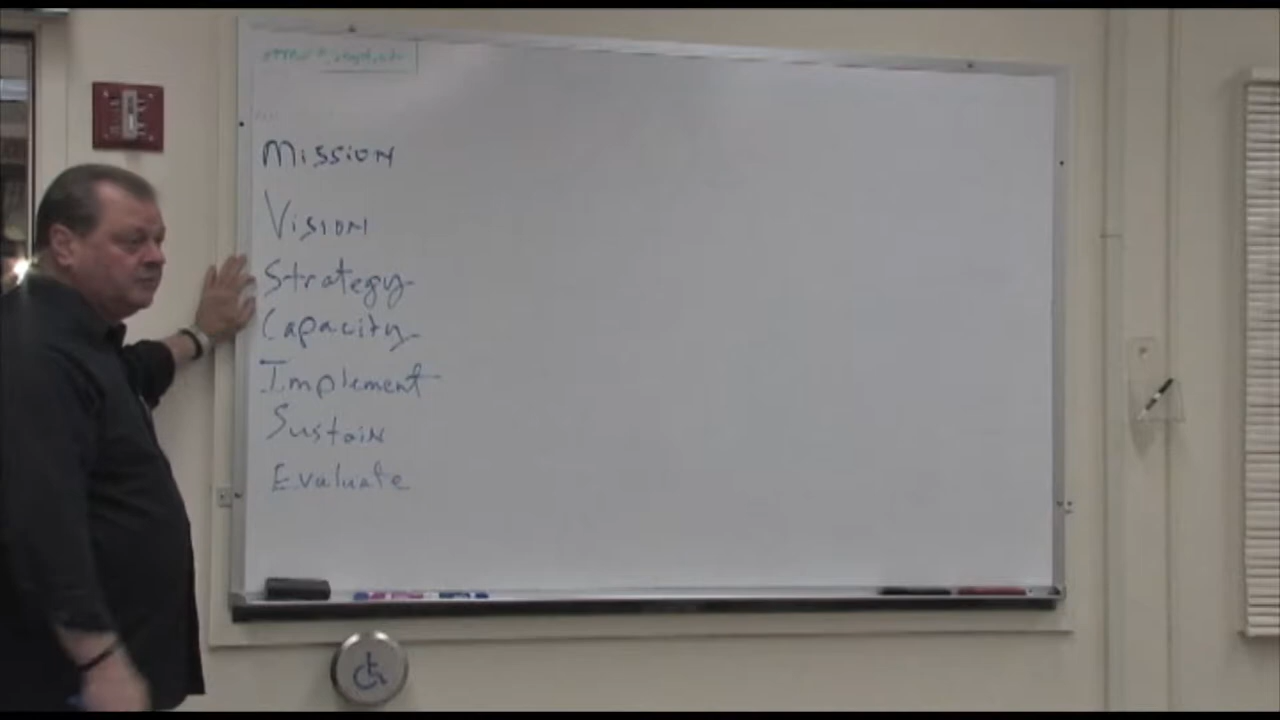 Mission
Vision
Strategy
Capacity
Implement
Sustain
Evaluate